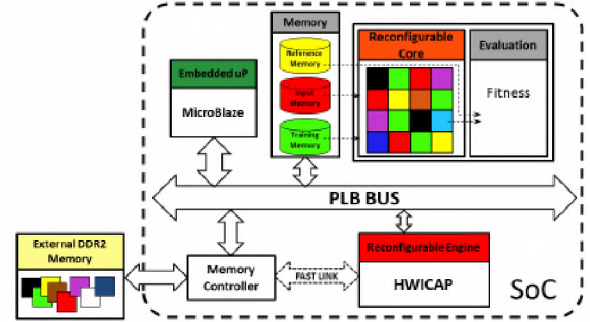 Memory
Reference
Memory
Input
Memory
Training
Memory
Reconfigurable
Core
Evaluation
Fitness
Embedded uP
MicroBlaze
PLB BUS
External DDR2
Memory
Memory
Controller
FAST LINK
Reconfigurable Engine
HWICAP
SoC